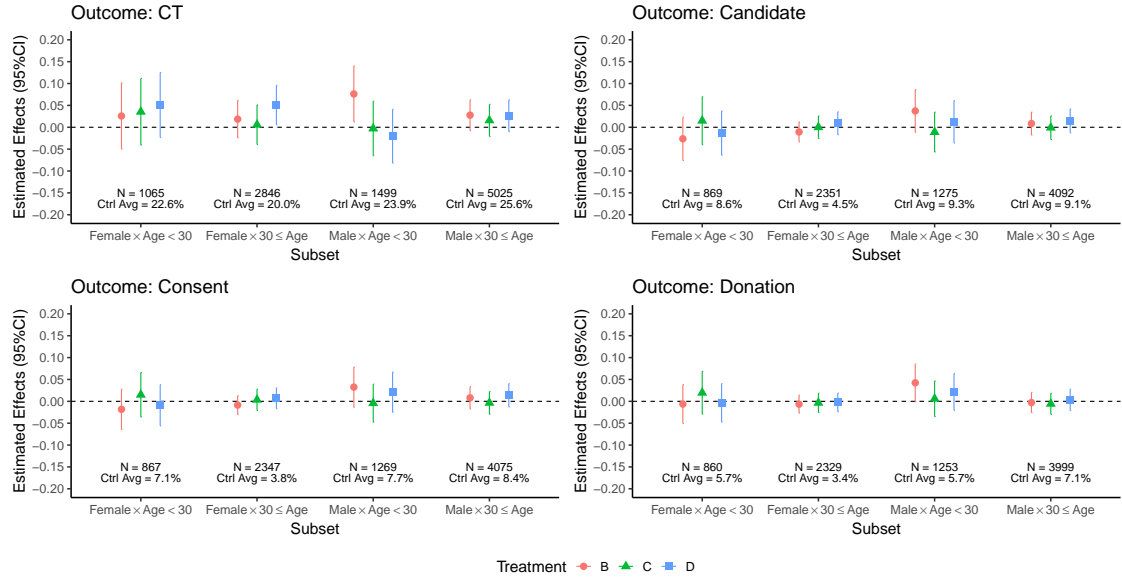 Outcome: CT
Estimated Effects (95%CI)
0.20
0.15
0.10
0.05
0.00
−0.05
−0.10
−0.15
−0.20
N = 1065
Ctrl Avg = 22.6%
N = 2846
Ctrl Avg = 20.0%
N = 1499
Ctrl Avg = 23.9%
N = 5025
Ctrl Avg = 25.6%
Female × Age < 30
Female × 30 ≤ Age
Male × Age < 30
Male × 30 ≤ Age
Subset
Outcome: Candidate
Estimated Effects (95%CI)
0.20
0.15
0.10
0.05
0.00
−0.05
−0.10
−0.15
−0.20
N = 869
Ctrl Avg = 8.6%
N = 2351
Ctrl Avg = 4.5%
N = 1275
Ctrl Avg = 9.3%
N = 4092
Ctrl Avg = 9.1%
Female × Age < 30
Female × 30 ≤ Age
Male × Age < 30
Male × 30 ≤ Age
Subset
Outcome: Consent
Estimated Effects (95%CI)
0.20
0.15
0.10
0.05
0.00
−0.05
−0.10
−0.15
−0.20
N = 867
Ctrl Avg = 7.1%
N = 2347
Ctrl Avg = 3.8%
N = 1269
Ctrl Avg = 7.7%
N = 4075
Ctrl Avg = 8.4%
Female × Age < 30
Female × 30 ≤ Age
Male × Age < 30
Male × 30 ≤ Age
Subset
Outcome: Donation
Estimated Effects (95%CI)
0.20
0.15
0.10
0.05
0.00
−0.05
−0.10
−0.15
−0.20
N = 860
Ctrl Avg = 5.7%
N = 2329
Ctrl Avg = 3.4%
N = 1253
Ctrl Avg = 5.7%
N = 3999
Ctrl Avg = 7.1%
Female × Age < 30
Female × 30 ≤ Age
Male × Age < 30
Male × 30 ≤ Age
Subset
Treatment B C D